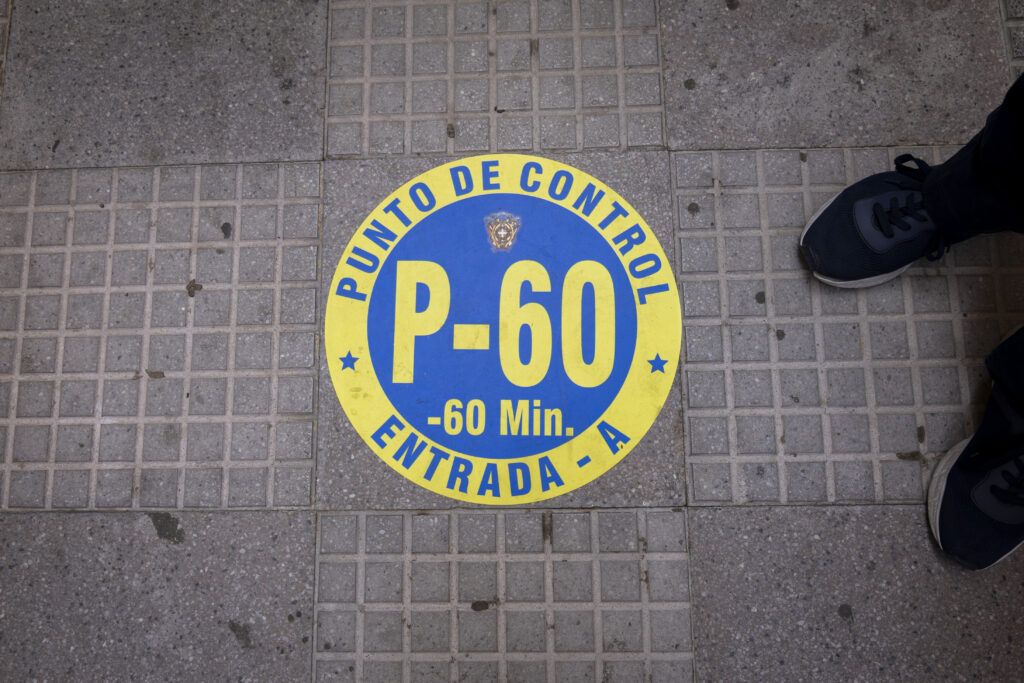 PUNTO DE CONTROL
P-60
-60 Min.
ENTRADA - A